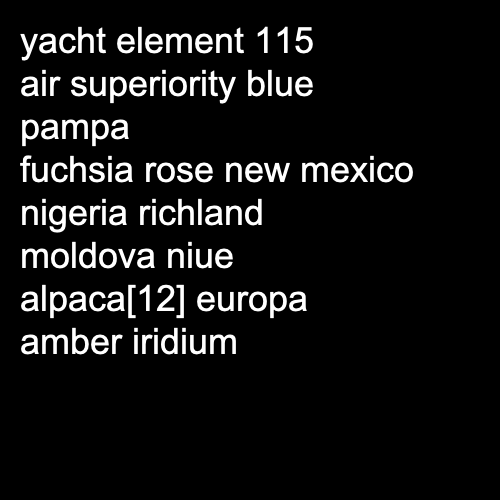 yacht element 115
air superiority blue
pampa
fuchsia rose new mexico
nigeria richland
moldova niue
alpaca[12] europa
amber iridium